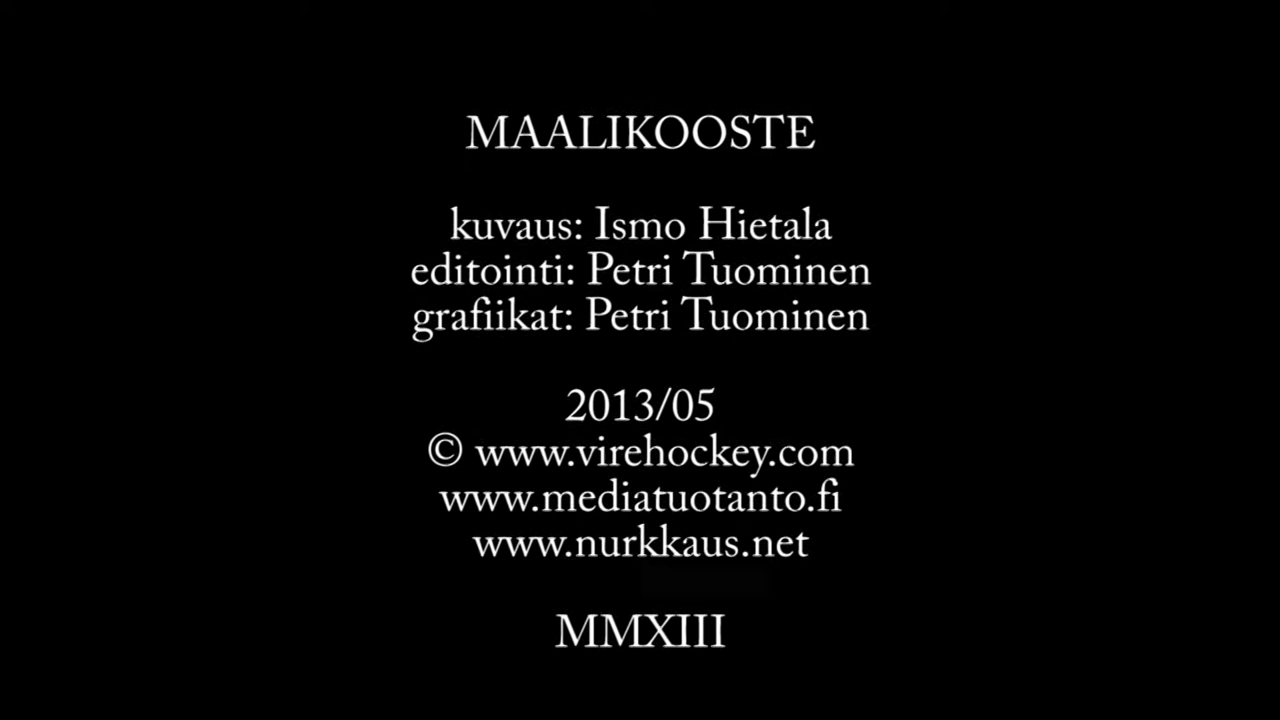 MAALIKOOSTE
kuvaus: Ismo Hietala
editointi: Petri Tuominen
grafiikat: Petri Tuominen
2013/05
© www.virehockey.com
www.mediatuotanto.fi
www.nurkkaus.net
MMXIII